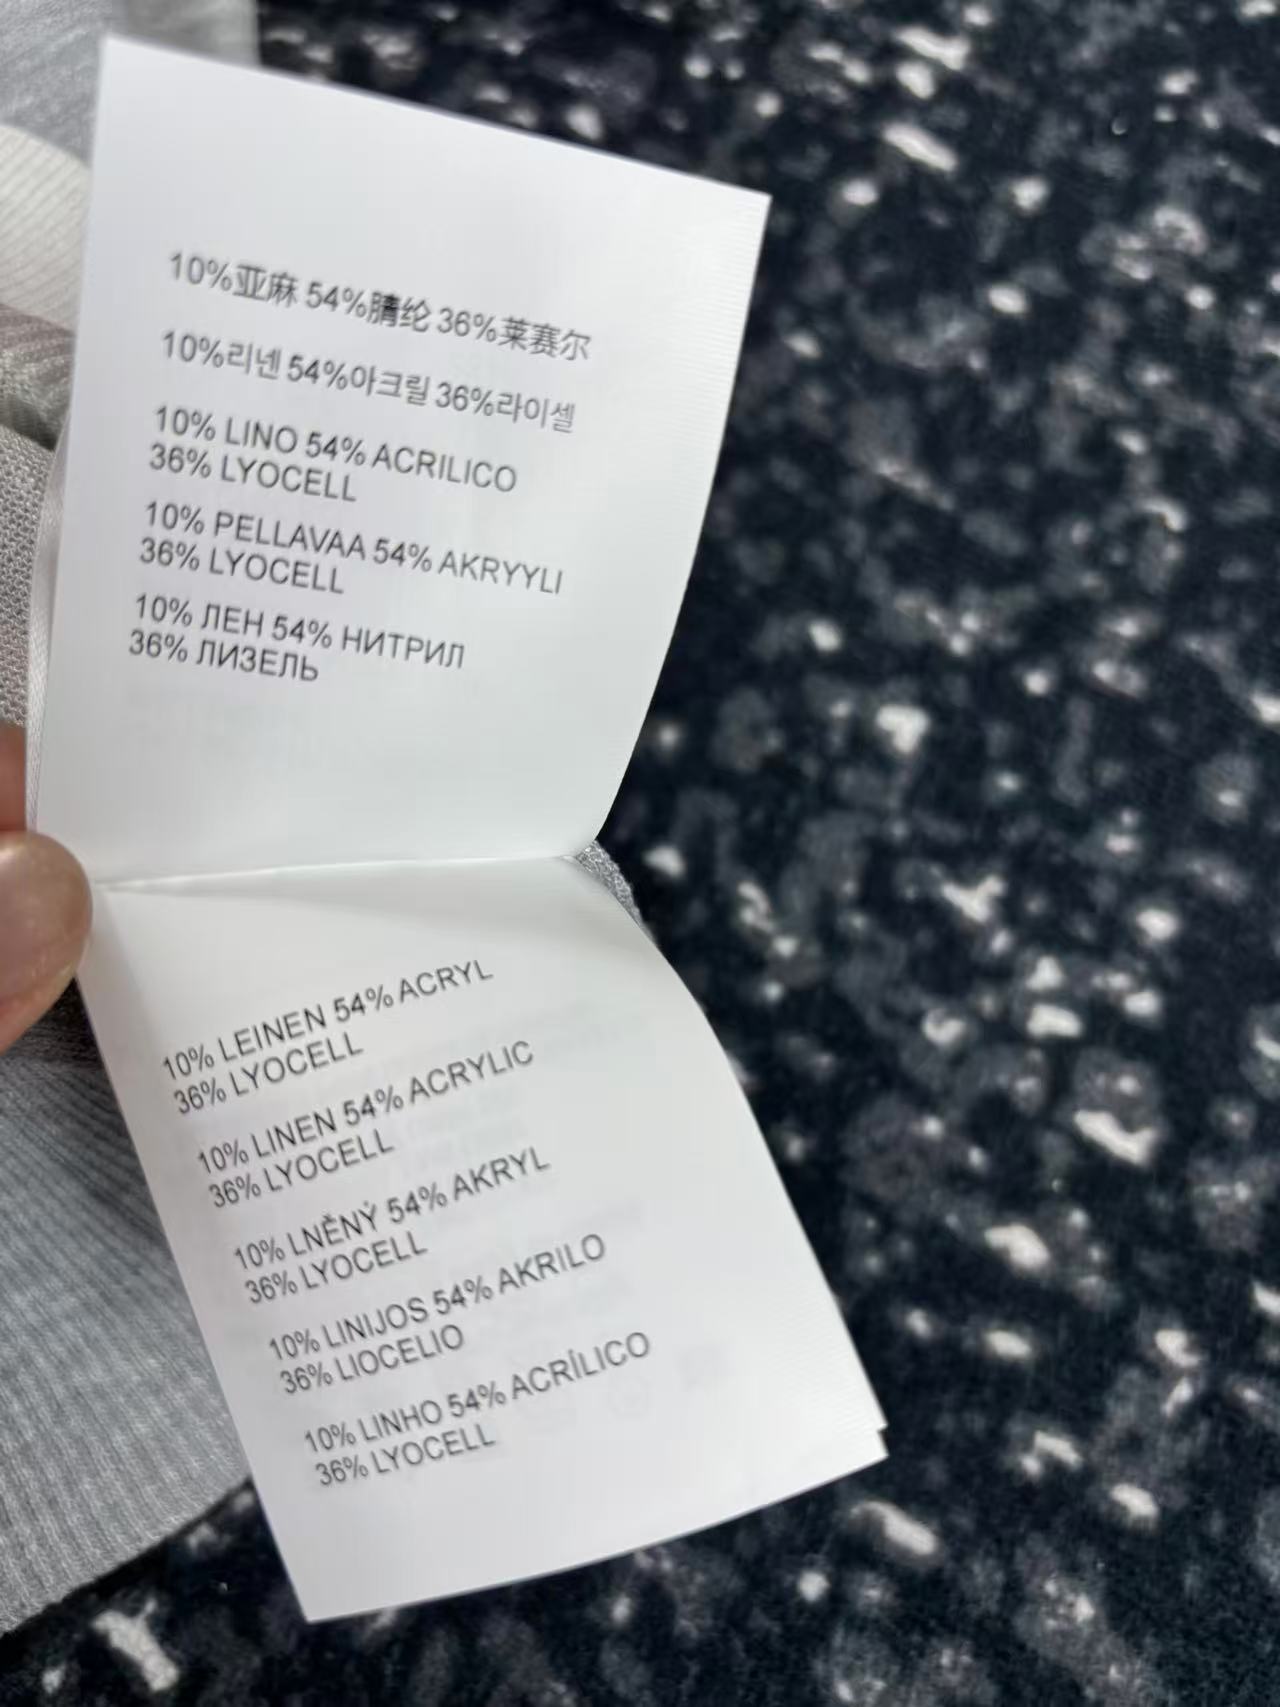 10%亚麻 54%腈纶 36%莱赛尔
10%리넨 54%아크릴 36%라이셀
10% LINO 54% ACRILICO
36% LYOCELL
10% PELLAVAA 54% AKRYYLI
36% LYOCELL
10% ЛЕН 54% НИТРИЛ
36% ЛИЗЕЛЬ
10% LEINEN 54% ACRYL
36% LYOCELL
10% LINEN 54% ACRYLIC
36% LYOCELL
10% LNĚNÝ 54% AKRYL
36% LYOCELL
10% LINIJOS 54% AKRILO
36% LIOCELIO
10% LINHO 54% ACRÍLICO
36% LYOCELL